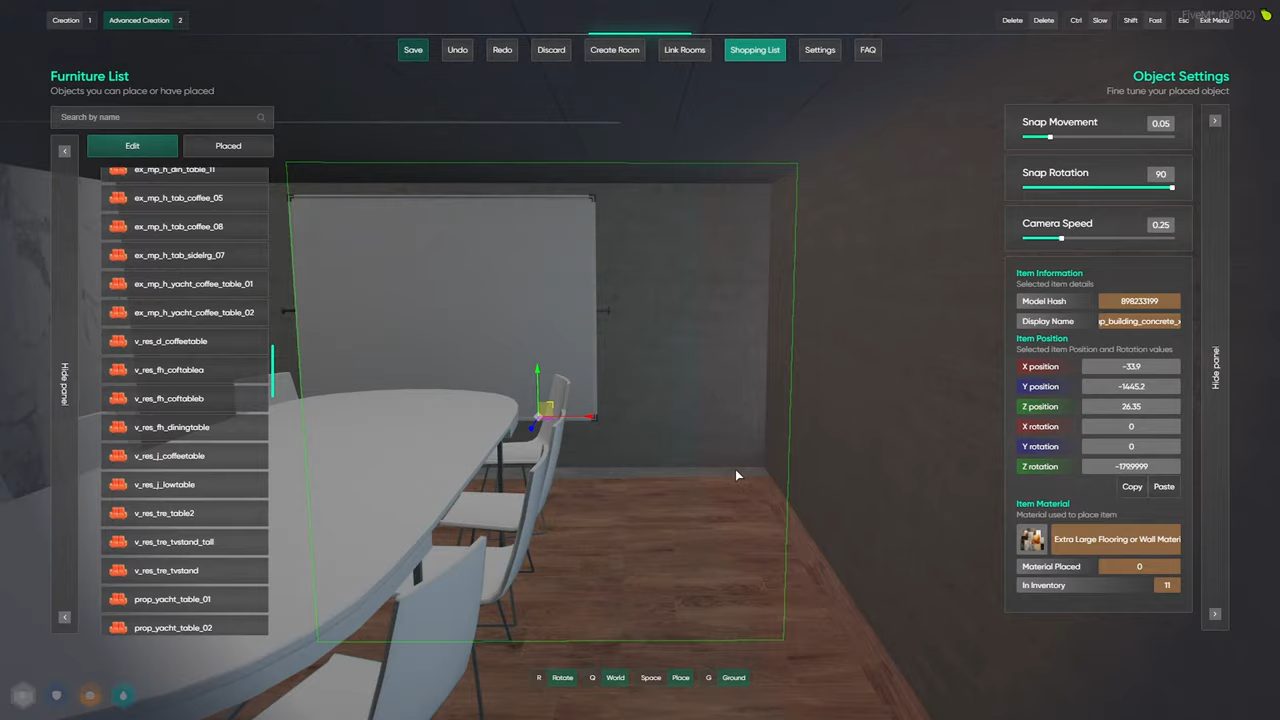 Creation 1 Advanced Creation 2
Delete Delete Ctrl Slow Shift Fast Esc Exit Menu
FiveM* (b2802)
Save Undo Redo Discard Create Room Link Rooms Shopping List Settings FAQ
Furniture List
Objects you can place or have placed
Search by name
Edit Placed
ex_mp_h_din_table_11
ex_mp_h_tab_coffee_05
ex_mp_h_tab_coffee_08
ex_mp_h_tab_sidelrg_07
ex_mp_h_yacht_coffee_table_01
ex_mp_h_yacht_coffee_table_02
v_res_d_coffeetable
v_res_fh_coftablea
v_res_fh_coftableb
v_res_fh_diningtable
v_res_j_coffeetable
v_res_j_lowtable
v_res_tre_table2
v_res_tre_tvstand_tall
v_res_tre_tvstand
prop_yacht_table_01
prop_yacht_table_02
Hide panel
Object Settings
Fine tune your placed object
Snap Movement 0.05
Snap Rotation 90
Camera Speed 0.25
Item Information
Selected item details
Model Hash 898233199
Display Name p_building_concrete_x
Item Position
Selected item Position and Rotation values
X position -33.9
Y position -1445.2
Z position 26.35
X rotation 0
Y rotation 0
Z rotation -179.9999
Copy Paste
Item Material
Material used to place item
Extra Large Flooring or Wall Materi
Material Placed 0
In Inventory 11
Hide panel
R Rotate Q World Space Place G Ground